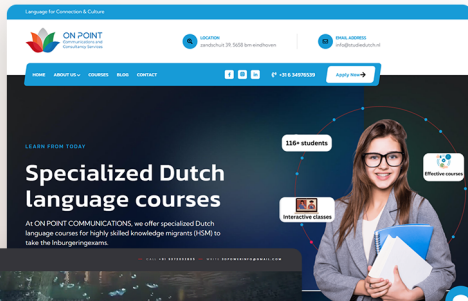 Language for Connection & Culture
ON POINT
Communications and
Consultancy Services
LOCATION
zandschuit 39, 5658 bm eindhoven
EMAIL ADDRESS
info@studiedutch.nl
HOME
ABOUT US
COURSES
BLOG
CONTACT
+31 6 34976539
Apply Now
LEARN FROM TODAY
Specialized Dutch
language courses
At ON POINT COMMUNICATIONS, we offer specialized Dutch
language courses for highly skilled knowledge migrants (HSM) to
take the Inburgeringexams.
116+ students
Effective courses
Interactive classes